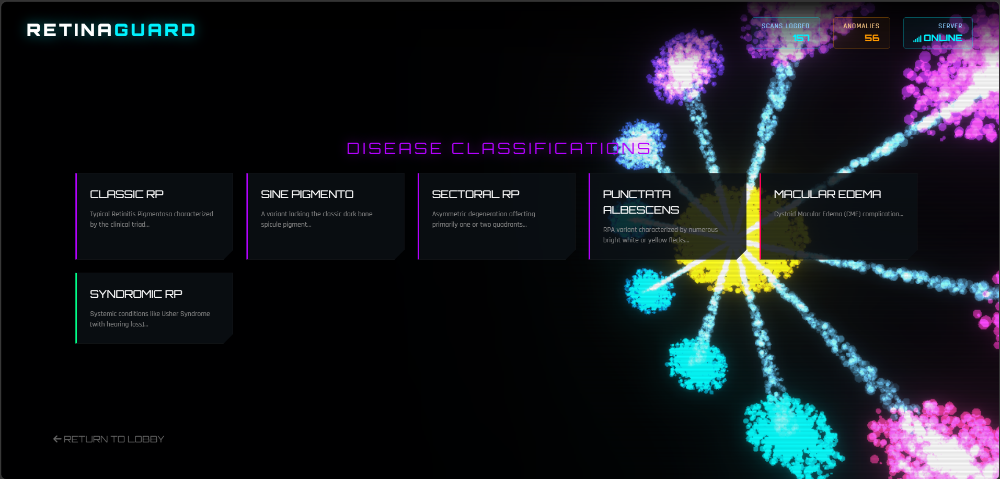 RETINAGUARD
SCANS LOGGED
157
ANOMALIES
56
SERVER
ONLINE
DISEASE CLASSIFICATIONS
CLASSIC RP
Typical Retinitis Pigmentosa characterized
by the clinical triad...
SINE PIGMENTO
A variant lacking the classic dark bone
spicule pigment...
SECTORAL RP
Asymmetric degeneration affecting
primarily one or two quadrants...
PUNCTATA
ALBESCENS
RPA variant characterized by numerous
bright white or yellow flecks...
MACULAR EDEMA
Cystoid Macular Edema (CME) complication...
SYNDROMIC RP
Systemic conditions like Usher Syndrome
(with hearing loss)...
← RETURN TO LOBBY